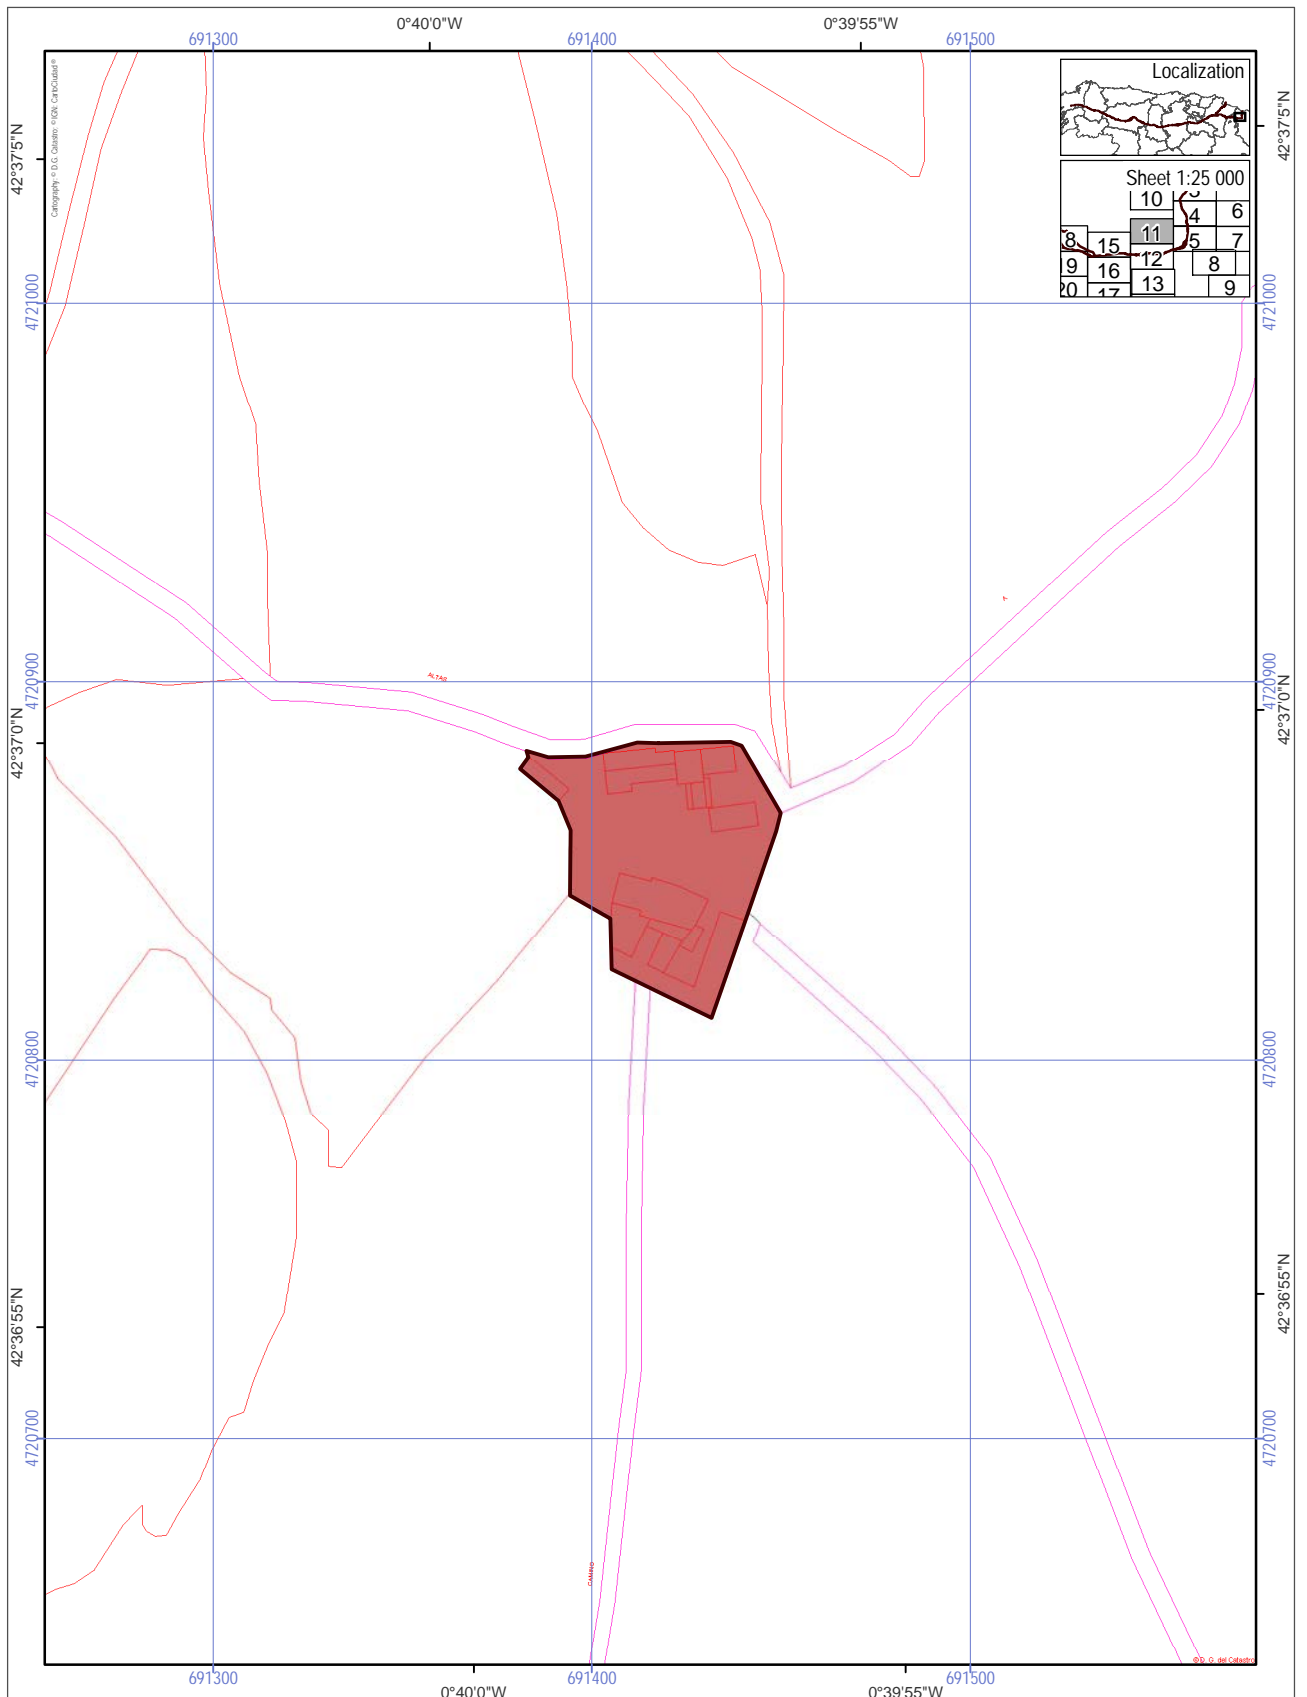 0°40'0"W 0°39'55"W
691300 691400 691500
Cartography: © D.G. Catastro; © IGN: CartoCiudad ®
42°37'5"N
42°37'5"N
Localization
Sheet 1:25 000
10
4 6
11
8 15 5 7
12
19 16 8
13
20 17 9
4721000
4721000
ALTAR
4720900
4720900
42°37'0"N
42°37'0"N
4720800
4720800
42°36'55"N
42°36'55"N
4720700
4720700
CAMINO
© D. G. del Catastro
691300 691400 691500
0°40'0"W 0°39'55"W